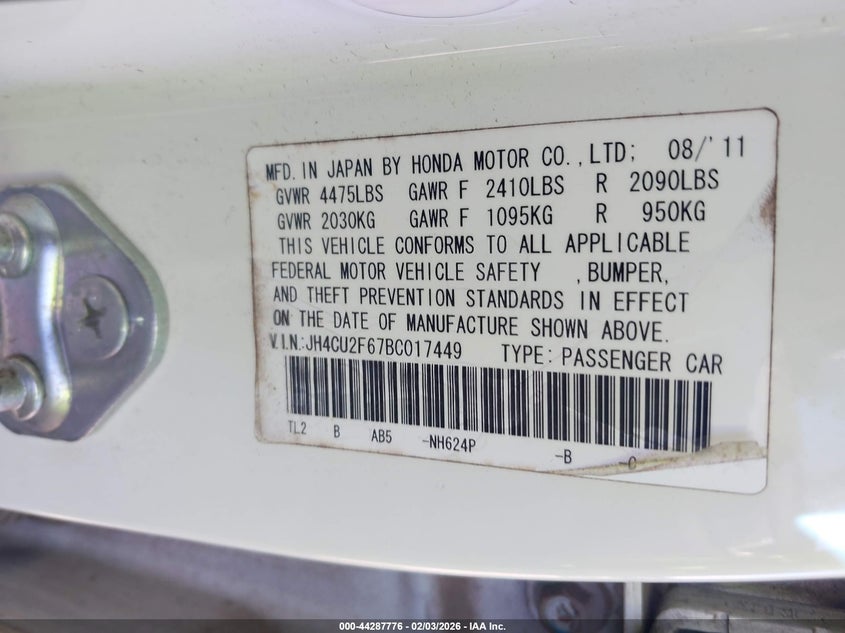 MFD. IN JAPAN BY HONDA MOTOR CO.,LTD; 08/'11
GVWR 4475LBS GAWR F 2410LBS R 2090LBS
GVWR 2030KG GAWR F 1095KG R 950KG
THIS VEHICLE CONFORMS TO ALL APPLICABLE
FEDERAL MOTOR VEHICLE SAFETY ,BUMPER,
AND THEFT PREVENTION STANDARDS IN EFFECT
ON THE DATE OF MANUFACTURE SHOWN ABOVE.
V.I.N.:JH4CU2F67BC017449 TYPE: PASSENGER CAR
TL2 B AB5 -NH624P -B -C
000-44287776 - 02/03/2026 - IAA Inc.